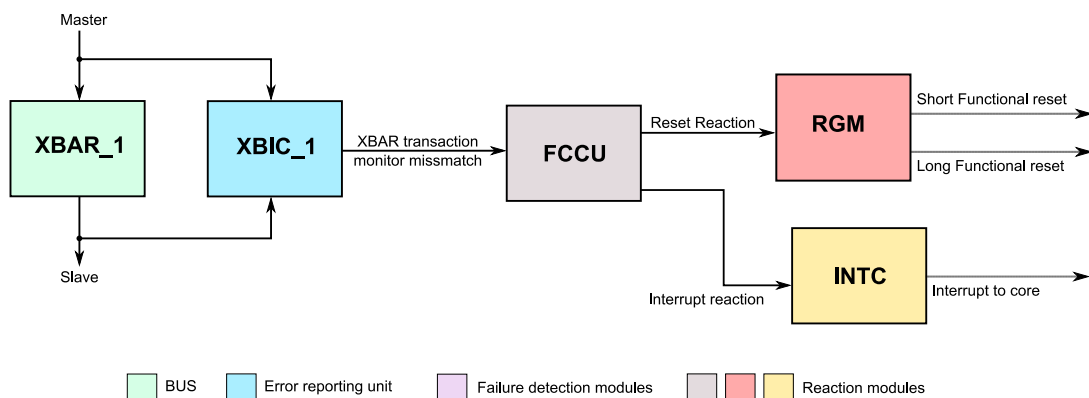 Master
XBAR_1
XBIC_1
XBAR transaction
monitor missmatch
FCCU
Reset Reaction
RGM
Short Functional reset
Long Functional reset
Slave
Interrupt reaction
INTC
Interrupt to core
BUS
Error reporting unit
Failure detection modules
Reaction modules